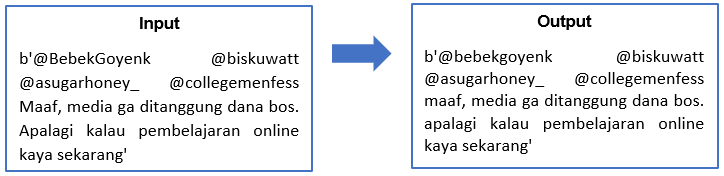 Input
b'@BebekGoyenk @biskuwatt
@asugarhoney_ @collegemenfess
Maaf, media ga ditanggung dana bos.
Apalagi kalau pembelajaran online
kaya sekarang'
Output
b'@bebekgoyenk @biskuwatt
@asugarhoney_ @collegemenfess
maaf, media ga ditanggung dana bos.
apalagi kalau pembelajaran online
kaya sekarang'